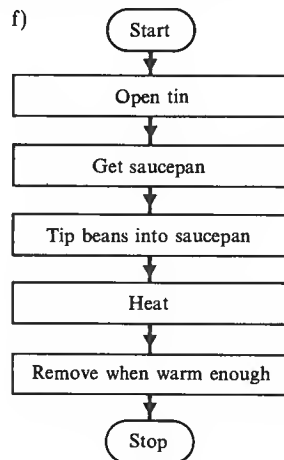 f)
Start
Open tin
Get saucepan
Tip beans into saucepan
Heat
Remove when warm enough
Stop